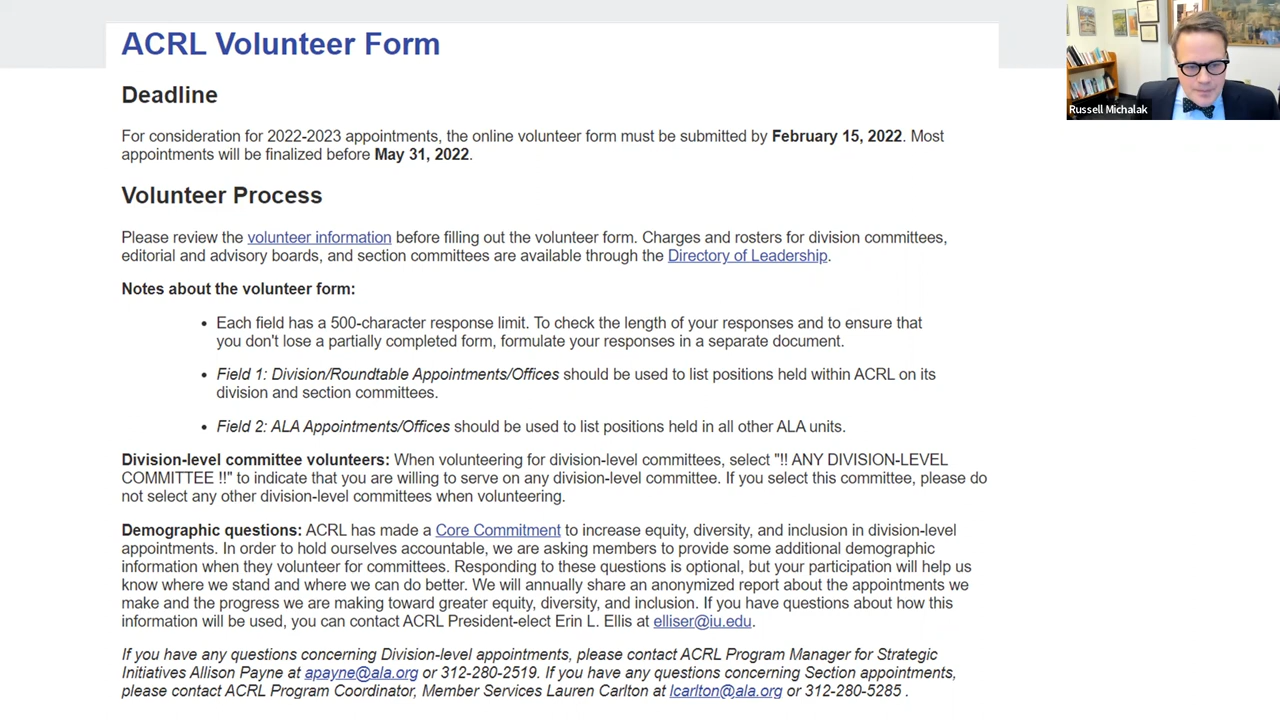 ACRL Volunteer Form
Deadline
For consideration for 2022-2023 appointments, the online volunteer form must be submitted by February 15, 2022. Most
appointments will be finalized before May 31, 2022.
Volunteer Process
Please review the volunteer information before filling out the volunteer form. Charges and rosters for division committees,
editorial and advisory boards, and section committees are available through the Directory of Leadership.
Notes about the volunteer form:
• Each field has a 500-character response limit. To check the length of your responses and to ensure that
you don't lose a partially completed form, formulate your responses in a separate document.
• Field 1: Division/Roundtable Appointments/Offices should be used to list positions held within ACRL on its
division and section committees.
• Field 2: ALA Appointments/Offices should be used to list positions held in all other ALA units.
Division-level committee volunteers: When volunteering for division-level committees, select "!! ANY DIVISION-LEVEL
COMMITTEE !!" to indicate that you are willing to serve on any division-level committee. If you select this committee, please do
not select any other division-level committees when volunteering.
Demographic questions: ACRL has made a Core Commitment to increase equity, diversity, and inclusion in division-level
appointments. In order to hold ourselves accountable, we are asking members to provide some additional demographic
information when they volunteer for committees. Responding to these questions is optional, but your participation will help us
know where we stand and where we can do better. We will annually share an anonymized report about the appointments we
make and the progress we are making toward greater equity, diversity, and inclusion. If you have questions about how this
information will be used, you can contact ACRL President-elect Erin L. Ellis at elliser@iu.edu.
If you have any questions concerning Division-level appointments, please contact ACRL Program Manager for Strategic
Initiatives Allison Payne at apayne@ala.org or 312-280-2519. If you have any questions concerning Section appointments,
please contact ACRL Program Coordinator, Member Services Lauren Carlton at lcarlton@ala.org or 312-280-5285 .
Russell Michalak